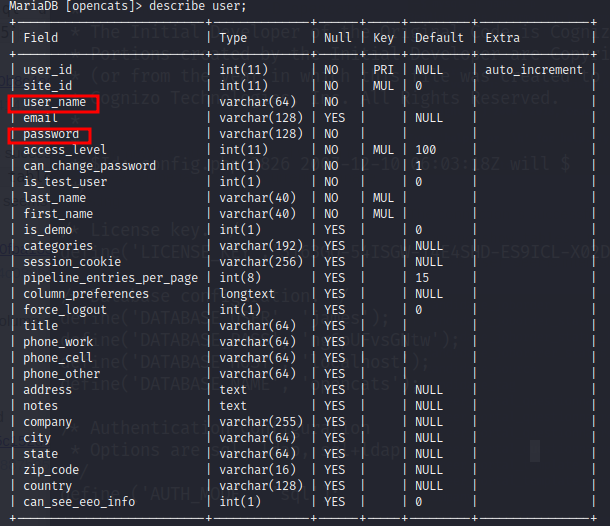 MariaDB [opencats]> describe user;
+------------------------+--------------+------+-----+---------+----------------+
| Field | Type | Null | Key | Default | Extra |
+------------------------+--------------+------+-----+---------+----------------+
| user_id | int(11) | NO | PRI | NULL | auto_increment |
| site_id | int(11) | NO | MUL | 0 | |
| user_name | varchar(64) | NO | | | |
| email | varchar(128) | YES | | NULL | |
| password | varchar(128) | NO | | | |
| access_level | int(11) | NO | MUL | 100 | |
| can_change_password | int(1) | NO | | 1 | |
| is_test_user | int(1) | NO | | 0 | |
| last_name | varchar(40) | NO | MUL | | |
| first_name | varchar(40) | NO | MUL | | |
| is_demo | int(1) | YES | | 0 | |
| categories | varchar(192) | YES | | NULL | |
| session_cookie | varchar(256) | YES | | NULL | |
| pipeline_entries_per_page | int(8) | YES | | 15 | |
| column_preferences | longtext | YES | | NULL | |
| force_logout | int(1) | YES | | 0 | |
| title | varchar(64) | YES | | | |
| phone_work | varchar(64) | YES | | | |
| phone_cell | varchar(64) | YES | | | |
| phone_other | varchar(64) | YES | | | |
| address | text | YES | | NULL | |
| notes | text | YES | | NULL | |
| company | varchar(255) | YES | | NULL | |
| city | varchar(64) | YES | | NULL | |
| state | varchar(64) | YES | | NULL | |
| zip_code | varchar(16) | YES | | NULL | |
| country | varchar(128) | YES | | NULL | |
| can_see_eeo_info | int(1) | YES | | 0 | |
+------------------------+--------------+------+-----+---------+----------------+